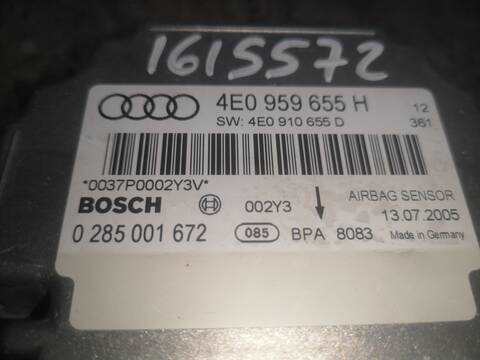 1615572
4E0 959 655 H 12
SW: 4E0 910 655 D 361
*0037P0002Y3V*
BOSCH 002Y3 AIRBAG SENSOR
13.07.2005
0 285 001 672 085 BPA 8083 Made in Germany